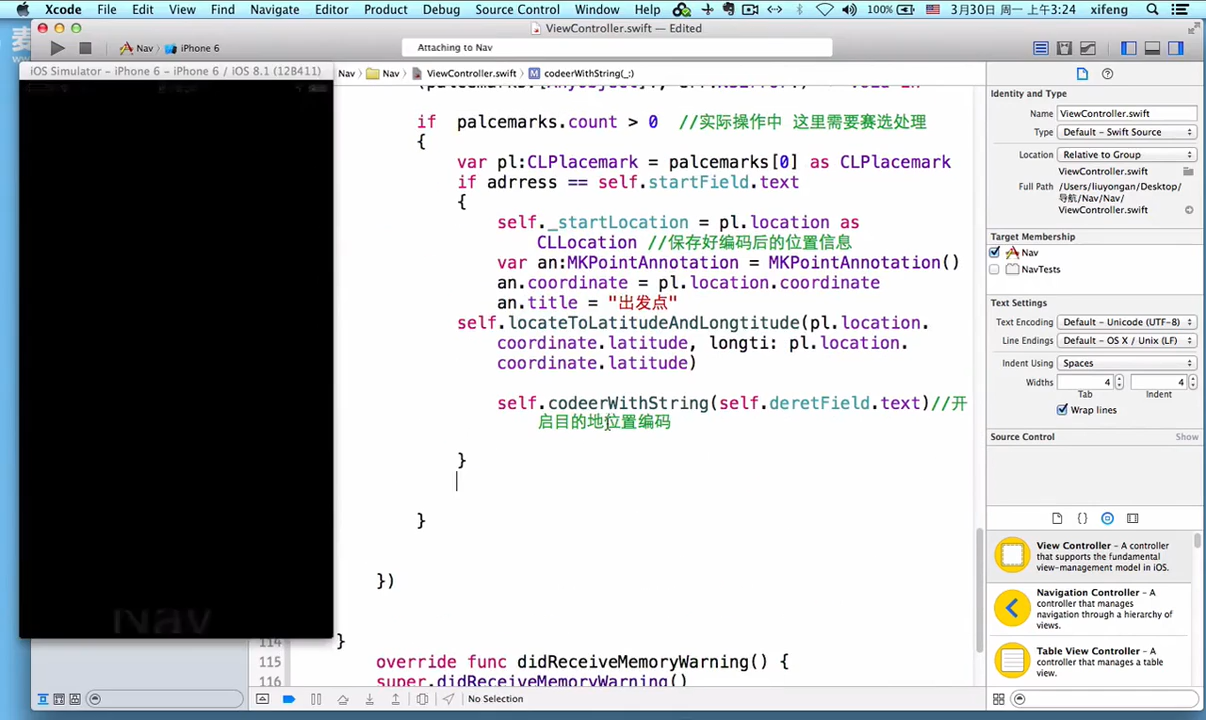 Xcode File Edit View Find Navigate Editor Product Debug Source Control Window Help 100% 3月30日 周一 上午3:24 xifeng
ViewController.swift — Edited
Nav iPhone 6 Attaching to Nav
iOS Simulator – iPhone 6 – iPhone 6 / iOS 8.1 (12B411)
Nav Nav ViewController.swift codeerWithString(_:)
if palcemarks.count > 0 //实际操作中 这里需要赛选处理
{
var pl:CLPlacemark = palcemarks[0] as CLPlacemark
if adrress == self.startField.text
{
self._startLocation = pl.location as
CLLocation //保存好编码后的位置信息
var an:MKPointAnnotation = MKPointAnnotation()
an.coordinate = pl.location.coordinate
an.title = "出发点"
self.locateToLatitudeAndLongtitude(pl.location.
coordinate.latitude, longti: pl.location.
coordinate.latitude)
self.codeerWithString(self.deretField.text)//开
启目的地位置编码
}
}
})
}
114
115 override func didReceiveMemoryWarning() {
116 super.didReceiveMemoryWarning()
No Selection
Nav
Identity and Type
Name ViewController.swift
Type Default – Swift Source
Location Relative to Group
ViewController.swift
Full Path /Users/liuyongan/Desktop/
导航/Nav/Nav/
ViewController.swift
Target Membership
Nav
NavTests
Text Settings
Text Encoding Default – Unicode (UTF-8)
Line Endings Default – OS X / Unix (LF)
Indent Using Spaces
Widths 4 4
Tab Indent
Wrap lines
Source Control Show
View Controller – A controller
that supports the fundamental
view-management model in iOS.
Navigation Controller – A
controller that manages
navigation through a hierarchy of
views.
Table View Controller – A
controller that manages a table
view.